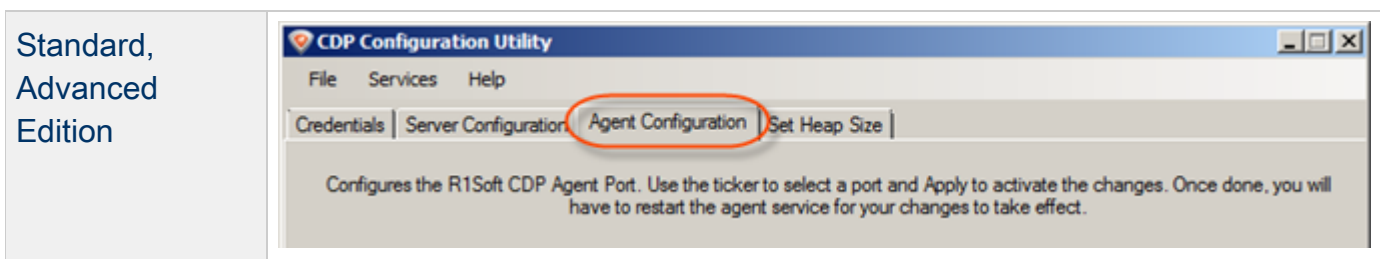 Standard,
Advanced
Edition
CDP Configuration Utility
File Services Help
Credentials Server Configuration Agent Configuration Set Heap Size
Configures the R1Soft CDP Agent Port. Use the ticker to select a port and Apply to activate the changes. Once done, you will
have to restart the agent service for your changes to take effect.